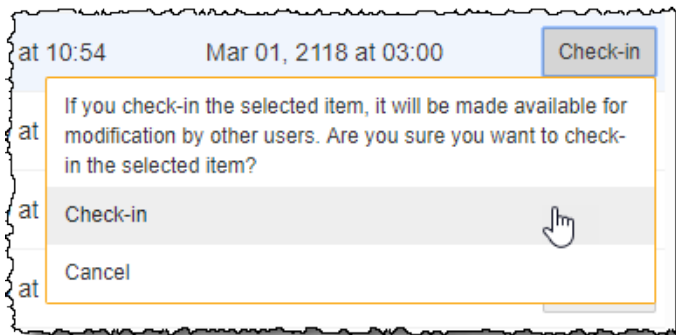 at 10:54 Mar 01, 2118 at 03:00 Check-in
If you check-in the selected item, it will be made available for
at modification by other users. Are you sure you want to check-
in the selected item?
at Check-in
Cancel
at